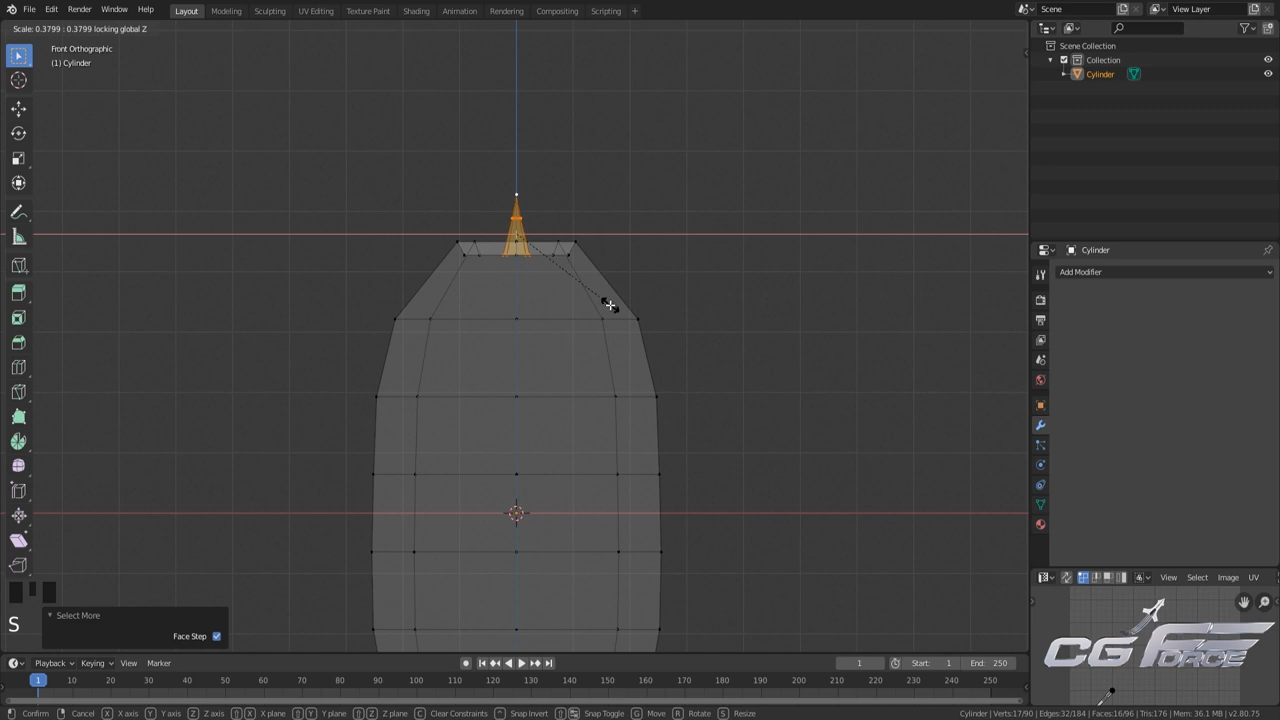 File Edit Render Window Help Layout Modeling Sculpting UV Editing Texture Paint Shading Animation Rendering Compositing Scripting + Scene View Layer
Scale: 0.3799 : 0.3799 locking global Z
Front Orthographic
(1) Cylinder
Scene Collection
Collection
Cylinder
Cylinder
Add Modifier
View Select Image UV
Select More
Face Step
S
CG FORCE
Playback Keying View Marker 1 Start: 1 End: 250
1 10 20 30 40 50 60 70 80 90 100 110 120 130 140 150 160 170 180 190 200 210 220 230 240 250
Confirm Cancel X X axis Y Y axis Z Z axis X X plane Y Y plane Z Z plane C Clear Constraints Snap Invert Snap Toggle G Move R Rotate S Resize Cylinder | Verts:17/90 | Edges:32/184 | Faces:16/96 | Tris:176 | Mem: 36.1 MB | v2.80.75